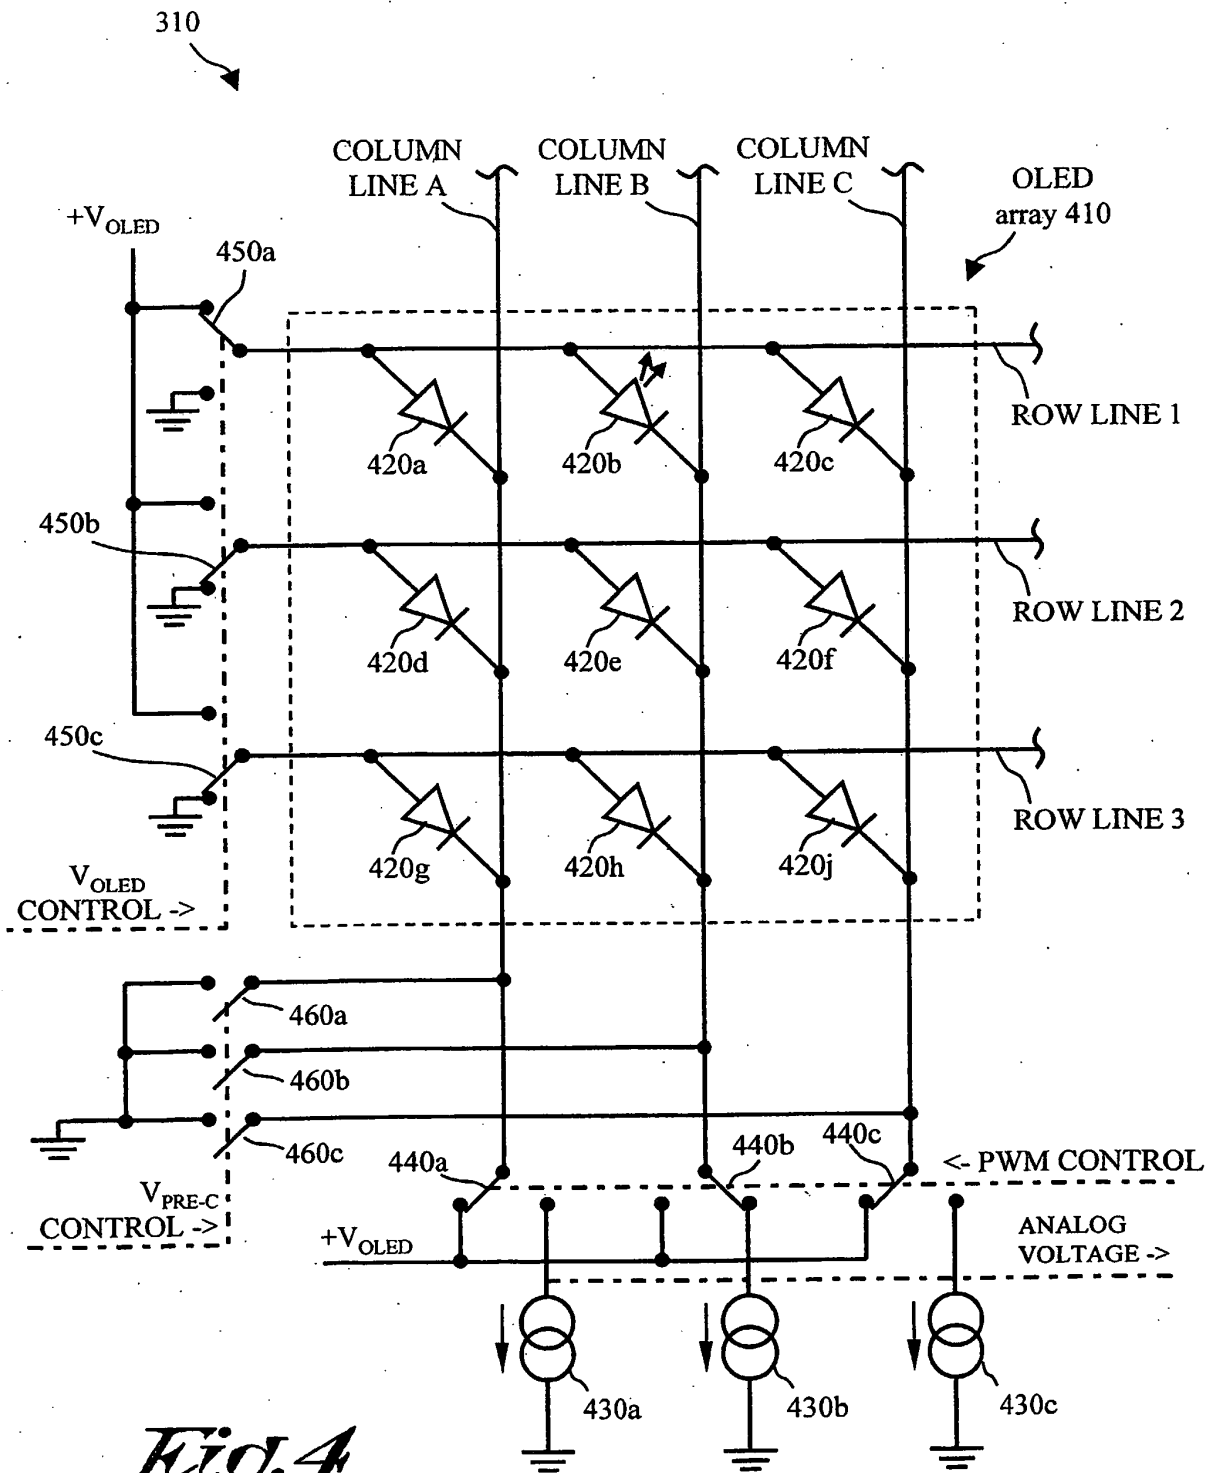 310
COLUMN
LINE A
COLUMN
LINE B
COLUMN
LINE C
OLED
array 410
+VOLED
450a
ROW LINE 1
420a
420b
420c
450b
ROW LINE 2
420d
420e
420f
450c
ROW LINE 3
420g
420h
420j
VOLED
CONTROL ->
460a
460b
460c
440a
440b
440c
<- PWM CONTROL
VPRE-C
CONTROL ->
+VOLED
ANALOG
VOLTAGE ->
430a
430b
430c
Fig. 4